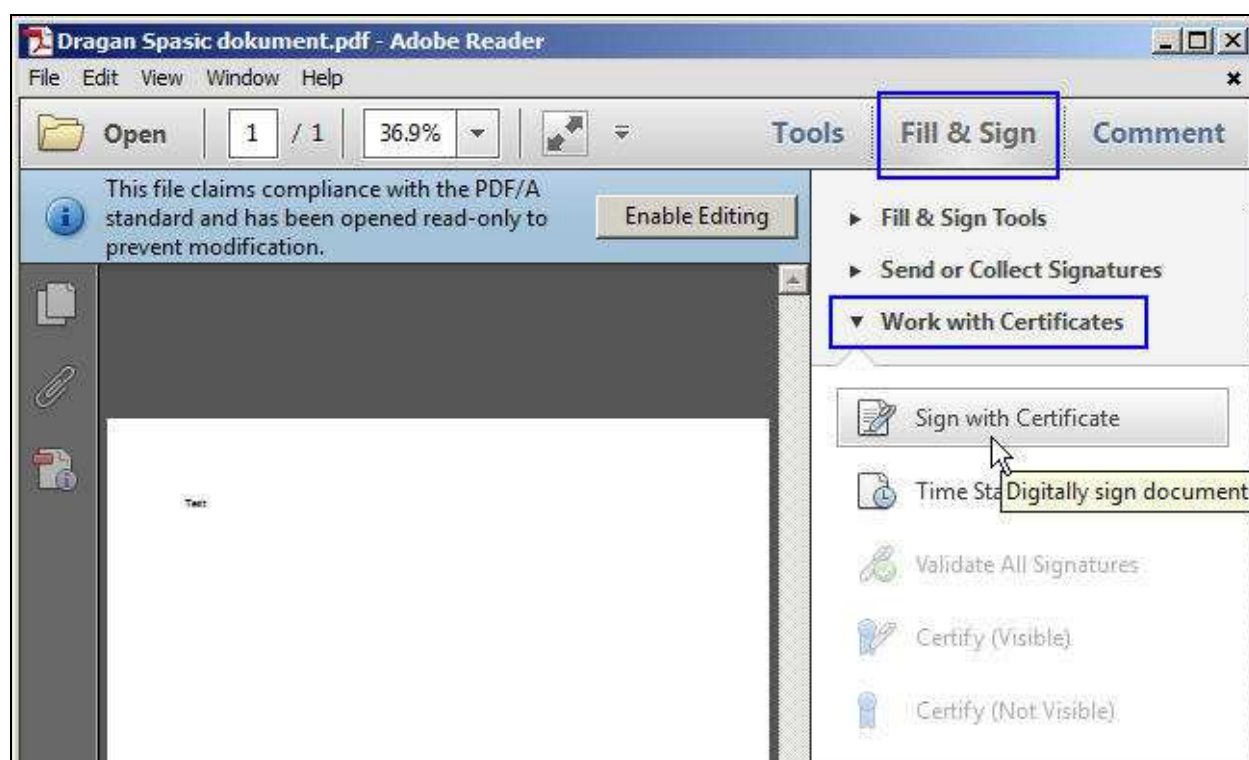 Dragan Spasic dokument.pdf - Adobe Reader
File Edit View Window Help
Open 1 / 1 36.9% Tools Fill & Sign Comment
This file claims compliance with the PDF/A
standard and has been opened read-only to
prevent modification.
Enable Editing
Fill & Sign Tools
Send or Collect Signatures
Work with Certificates
Sign with Certificate
Time Sta
Digitally sign document
Validate All Signatures
Certify (Visible)
Certify (Not Visible)
Test